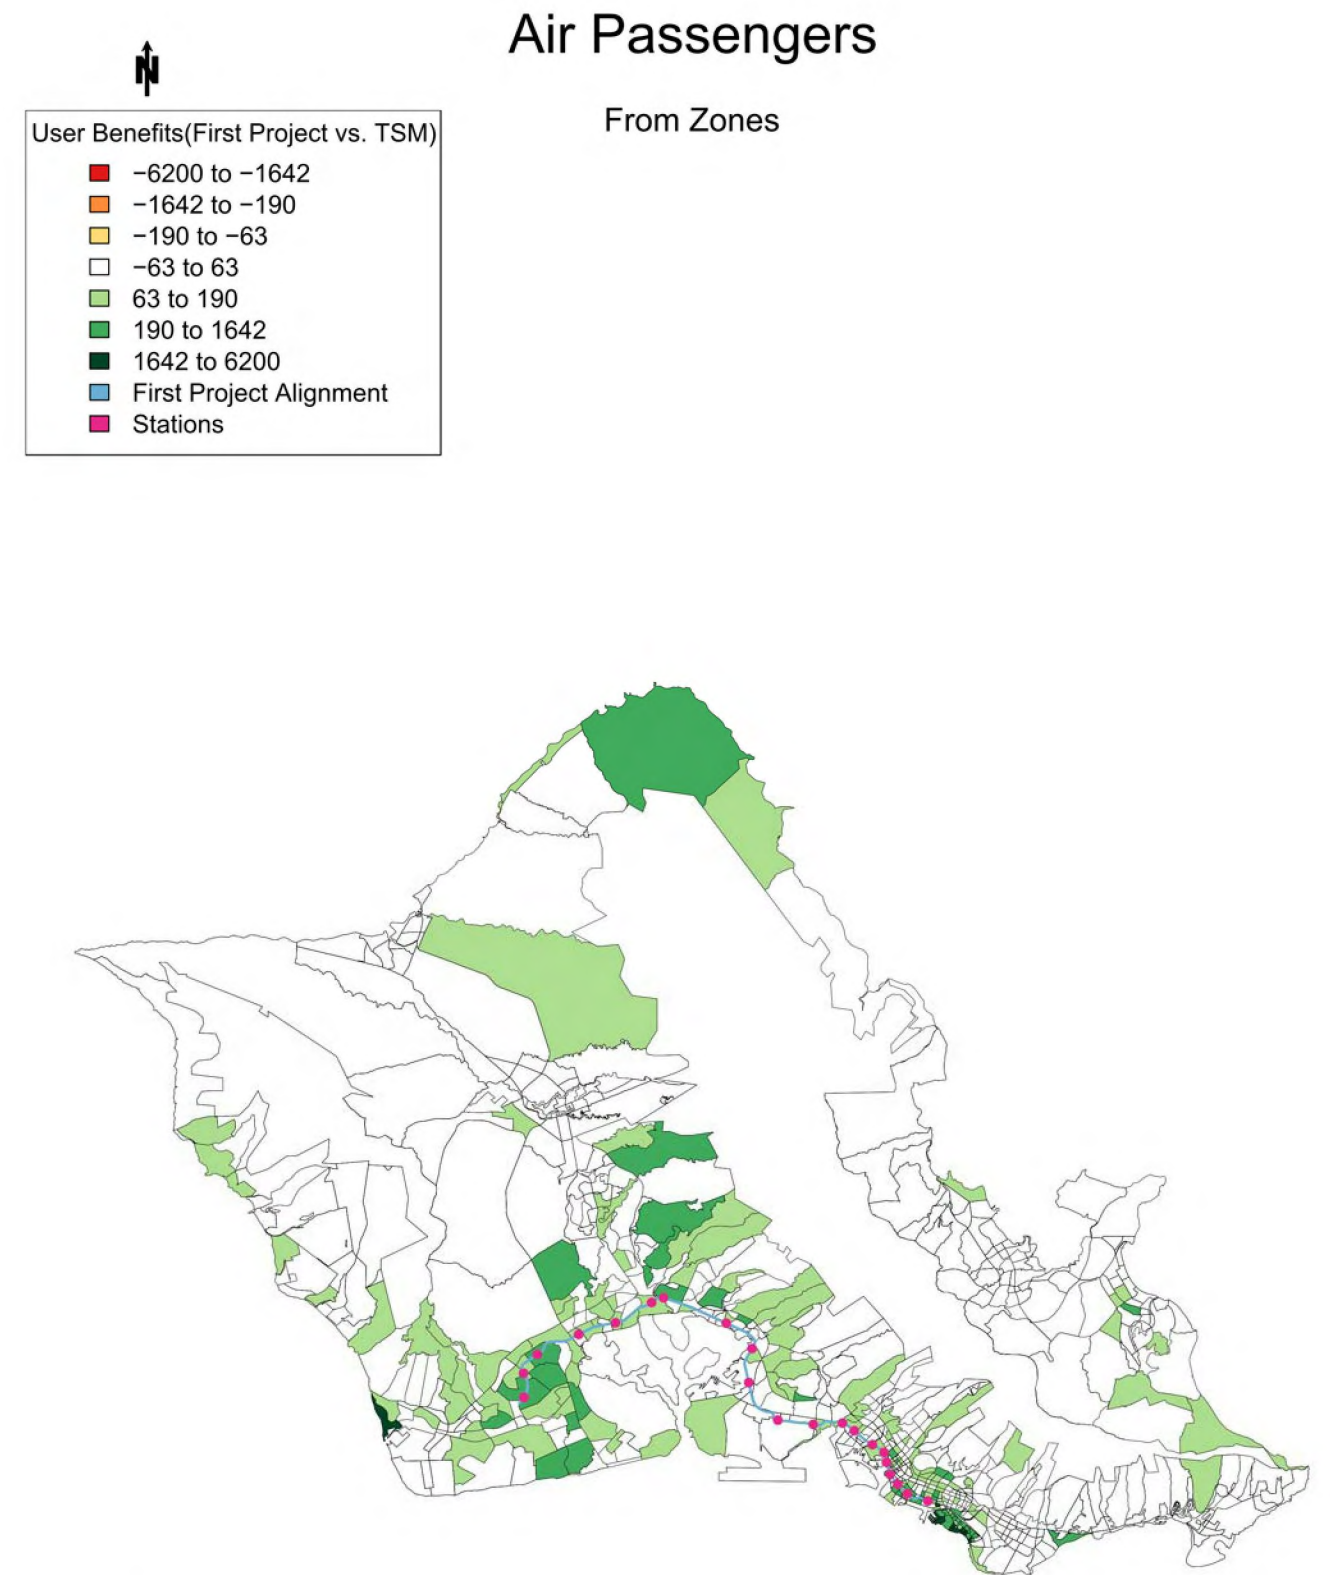 Air Passengers
N
From Zones
User Benefits(First Project vs. TSM)
−6200 to −1642
−1642 to −190
−190 to −63
−63 to 63
63 to 190
190 to 1642
1642 to 6200
First Project Alignment
Stations